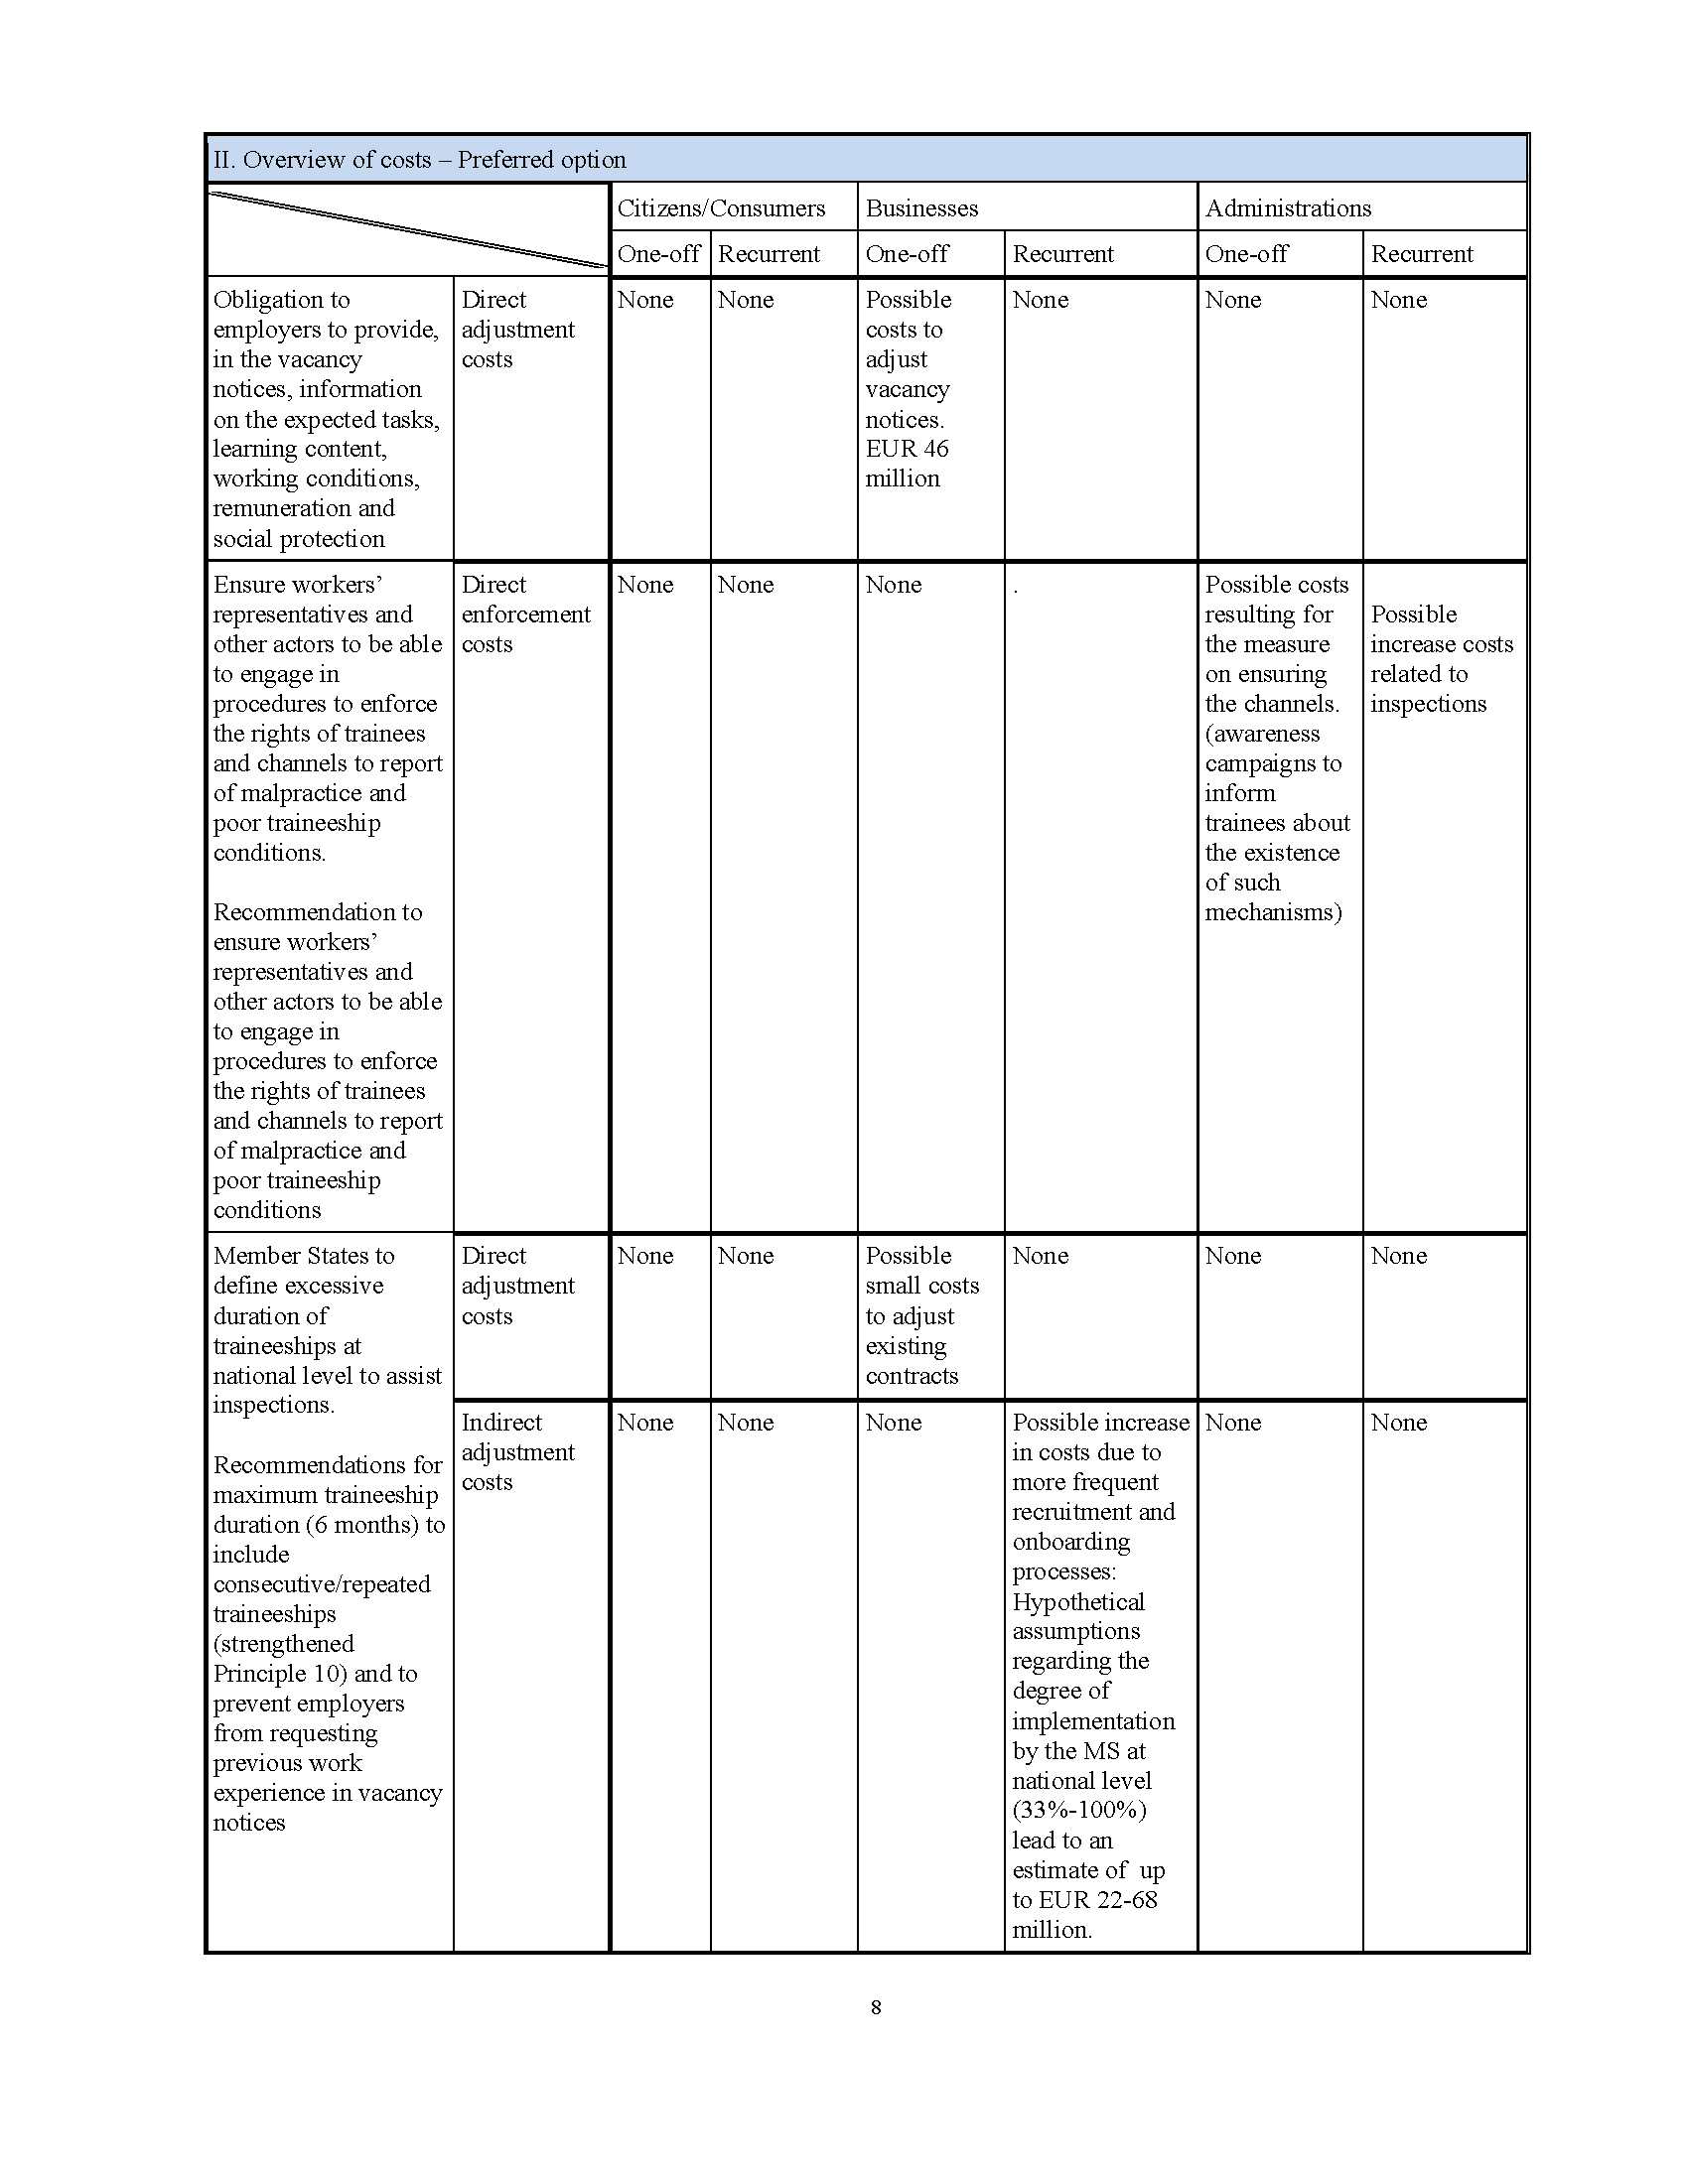 II. Overview of costs – Preferred option
Citizens/Consumers
Businesses
Administrations
One-off
Recurrent
One-off
Recurrent
One-off
Recurrent
Obligation to
employers to provide,
in the vacancy
notices, information
on the expected tasks,
learning content,
working conditions,
remuneration and
social protection
Direct
adjustment
costs
None
None
Possible
costs to
adjust
vacancy
notices.
EUR 46
million
None
None
None
Ensure workers’
representatives and
other actors to be able
to engage in
procedures to enforce
the rights of trainees
and channels to report
of malpractice and
poor traineeship
conditions.
Recommendation to
ensure workers’
representatives and
other actors to be able
to engage in
procedures to enforce
the rights of trainees
and channels to report
of malpractice and
poor traineeship
conditions
Direct
enforcement
costs
None
None
None
.
Possible costs
resulting for
the measure
on ensuring
the channels.
(awareness
campaigns to
inform
trainees about
the existence
of such
mechanisms)
Possible
increase costs
related to
inspections
Member States to
define excessive
duration of
traineeships at
national level to assist
inspections.
Recommendations for
maximum traineeship
duration (6 months) to
include
consecutive/repeated
traineeships
(strengthened
Principle 10) and to
prevent employers
from requesting
previous work
experience in vacancy
notices
Direct
adjustment
costs
None
None
Possible
small costs
to adjust
existing
contracts
None
None
None
Indirect
adjustment
costs
None
None
None
Possible increase
in costs due to
more frequent
recruitment and
onboarding
processes:
Hypothetical
assumptions
regarding the
degree of
implementation
by the MS at
national level
(33%-100%)
lead to an
estimate of  up
to EUR 22-68
million.
None
None
8